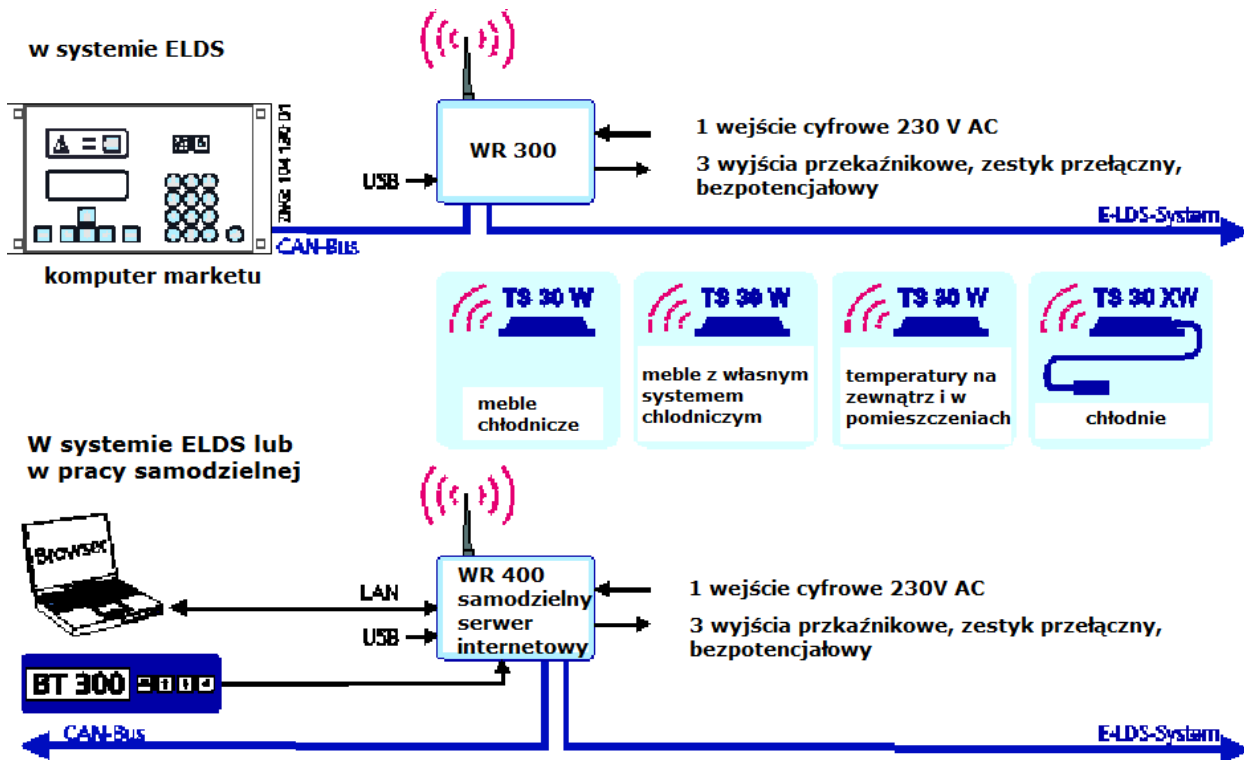 w systemie ELDS
WR 300
USB
1 wejście cyfrowe 230 V AC
3 wyjścia przekaźnikowe, zestyk przełączny,
bezpotencjałowy
CAN-Bus
E-LDS-System
komputer marketu
TS 30 W
meble
chłodnicze
TS 30 W
meble z własnym
systemem
chlodniczym
TS 30 W
temperatury na
zewnątrz i w
pomieszczeniach
TS 30 XW
chłodnie
W systemie ELDS lub
w pracy samodzielnej
Browser
LAN
USB
WR 400
samodzielny
serwer
internetowy
1 wejście cyfrowe 230V AC
3 wyjścia przkaźnikowe, zestyk przełączny,
bezpotencjałowy
BT 300
CAN-Bus
E-LDS-System